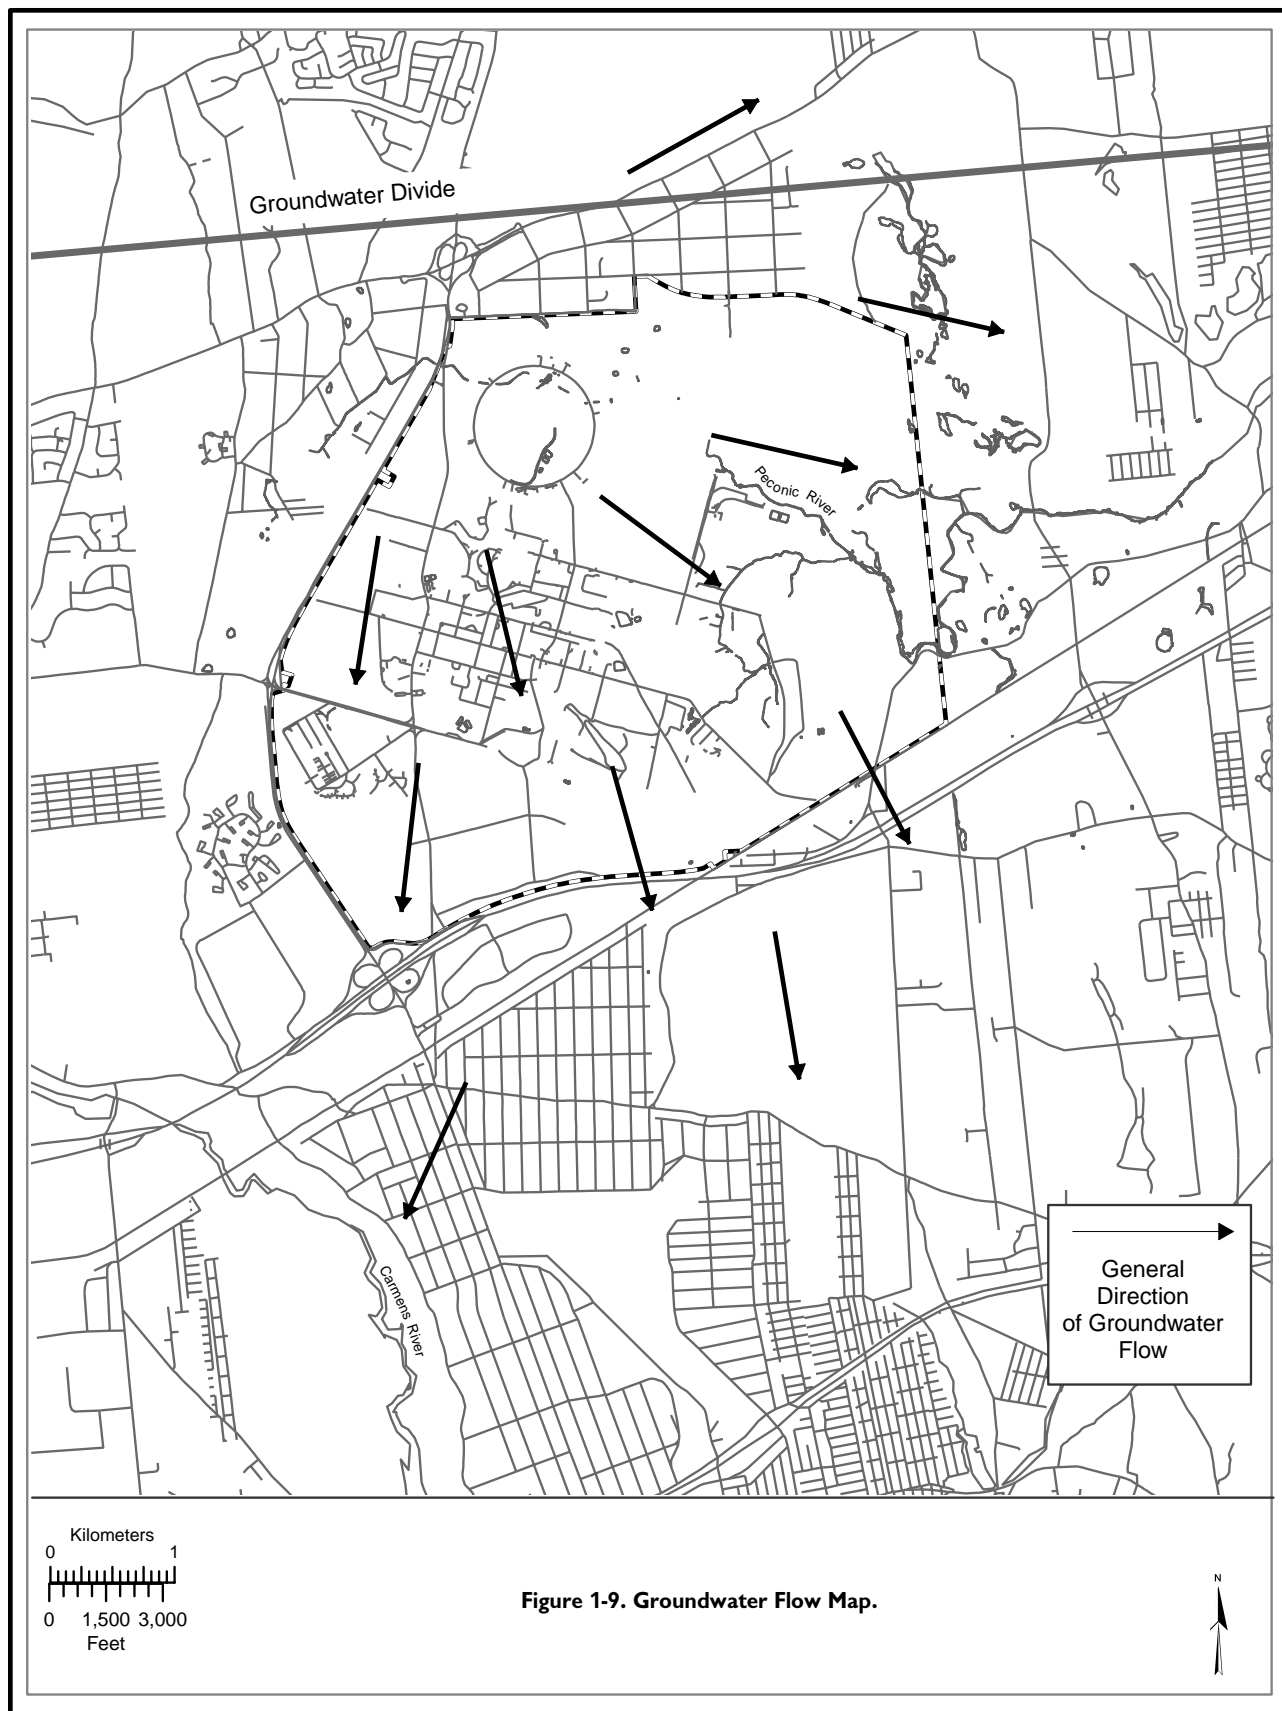 Groundwater Divide
Peconic River
Carmens River
General
Direction
of Groundwater
Flow
Kilometers
0 1
0 1,500 3,000
Feet
Figure 1-9. Groundwater Flow Map.
N